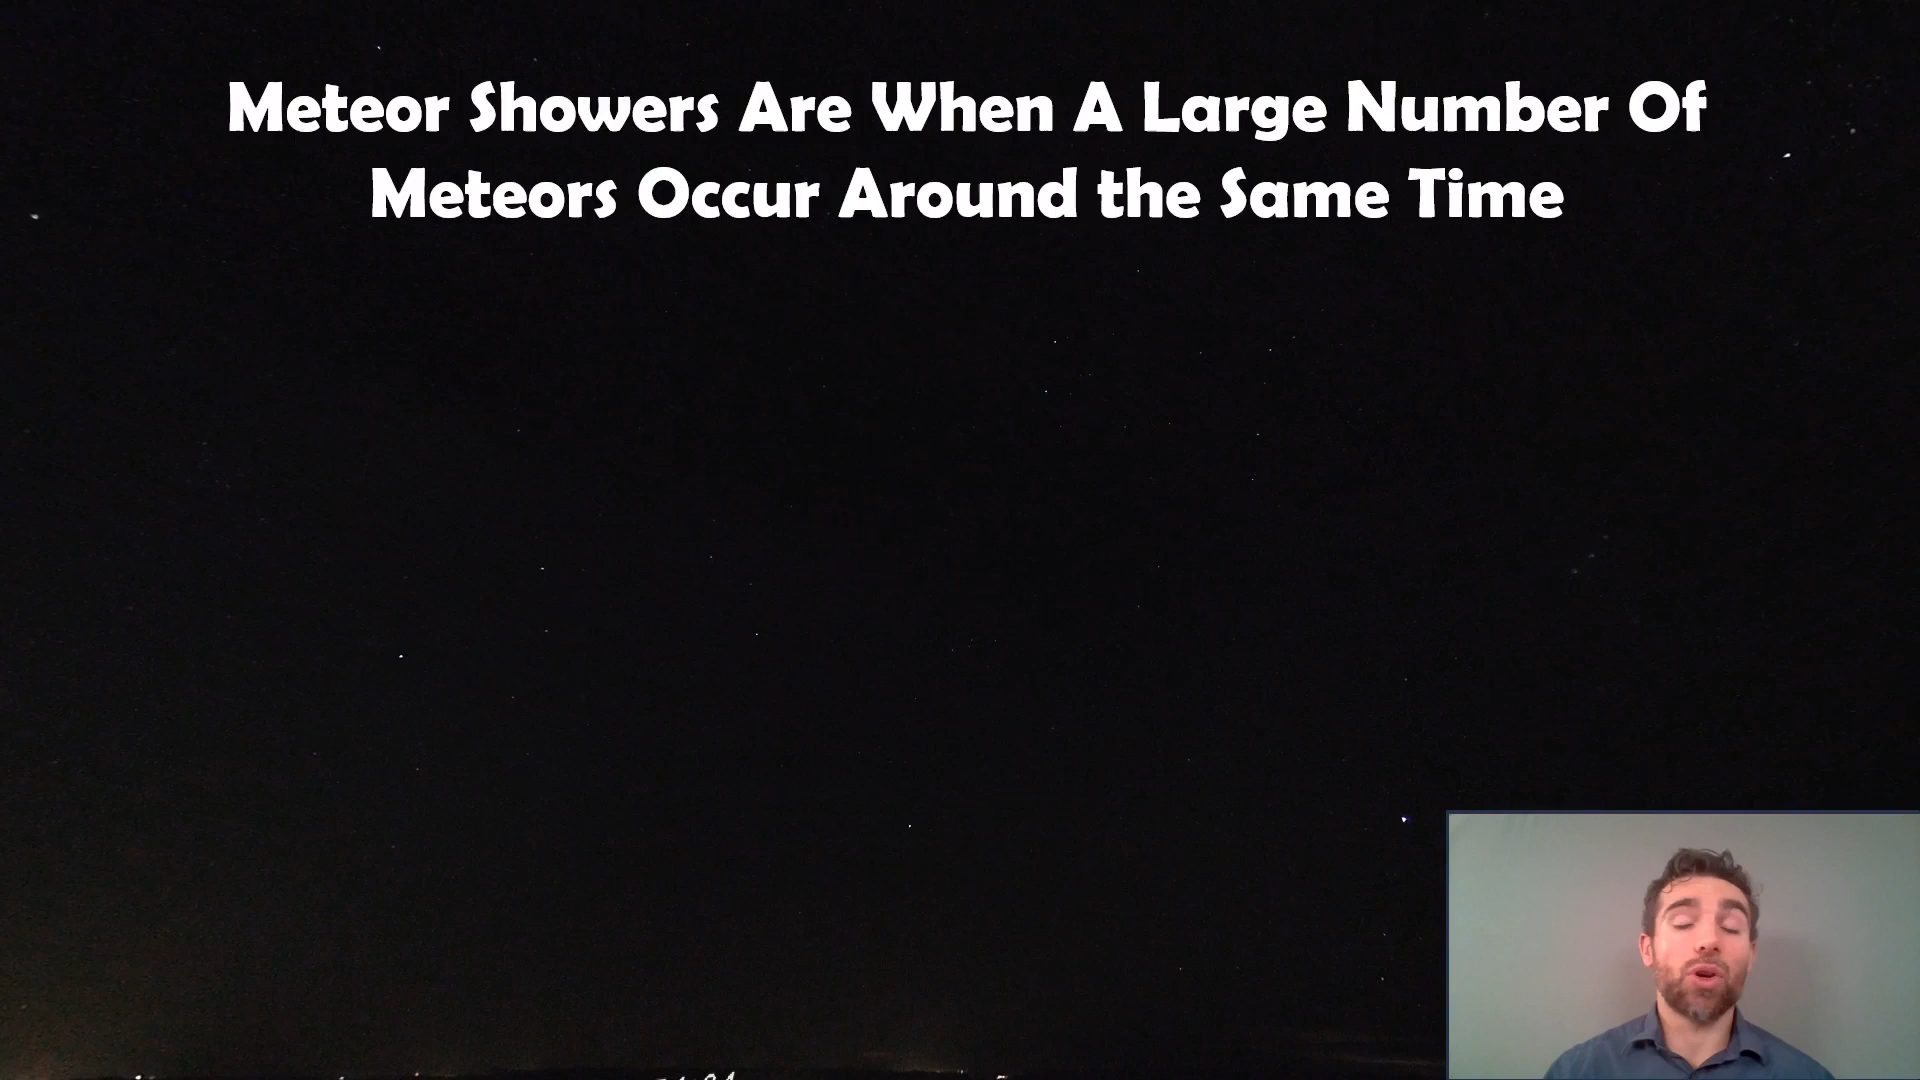 Meteor Showers Are When A Large Number Of
Meteors Occur Around the Same Time